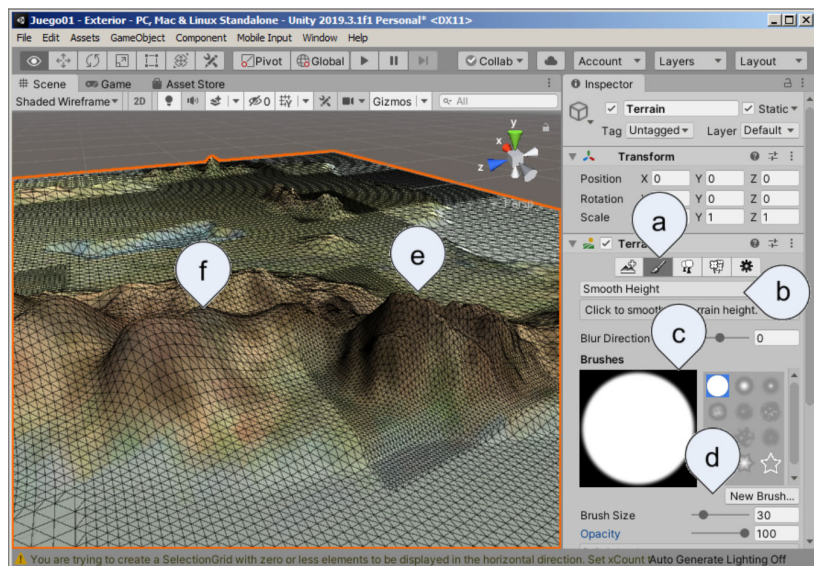 Juego01 - Exterior - PC, Mac & Linux Standalone - Unity 2019.3.1f1 Personal* <DX11>
File Edit Assets GameObject Component Mobile Input Window Help
Pivot Global Collab Account Layers Layout
Scene Game Asset Store
Shaded Wireframe 2D 0 Gizmos All
y
x
z
Persp
Inspector
Terrain Static
Tag Untagged Layer Default
Transform
Position X 0 Y 0 Z 0
Rotation Y 0 Z 0
Scale Y 1 Z 1
a
Smooth Height
b
Click to smooth terrain height.
Blur Direction 0
c
Brushes
d
New Brush...
Brush Size 30
Opacity 100
e
f
You are trying to create a SelectionGrid with zero or less elements to be displayed in the horizontal direction. Set xCount
Auto Generate Lighting Off